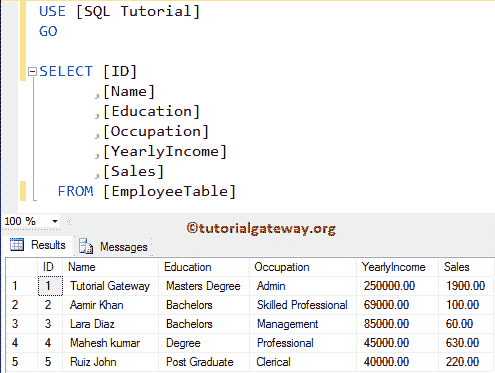 USE [SQL Tutorial]
GO
SELECT [ID]
,[Name]
,[Education]
,[Occupation]
,[YearlyIncome]
,[Sales]
FROM [EmployeeTable]
100 %
©tutorialgateway.org
Results Messages
ID Name Education Occupation YearlyIncome Sales
1 1 Tutorial Gateway Masters Degree Admin 250000.00 1900.00
2 2 Aamir Khan Bachelors Skilled Professional 69000.00 100.00
3 3 Lara Diaz Bachelors Management 85000.00 60.00
4 4 Mahesh kumar Degree Professional 45000.00 630.00
5 5 Ruiz John Post Graduate Clerical 40000.00 220.00